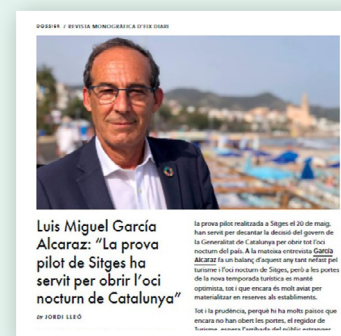 DOSSIER / REVISTA MONOGRÀFICA D'EIX DIARI
Luis Miguel García
Alcaraz: “La prova
pilot de Sitges ha
servit per obrir l’oci
nocturn de Catalunya”
BY JORDI LLEÓ
la prova pilot realitzada a Sitges el 20 de maig,
han servit per decantar la decisió del govern de
la Generalitat de Catalunya per obrir tot l'oci
nocturn del país. A la mateixa entrevista García
Alcaraz fa un balanç d'aquest any tant nefast pel
turisme i l'oci nocturn de Sitges, però a les portes
de la nova temporada turística es manté
optimista, tot i que encara és molt aviat per
materialitzar en reserves als establiments.
Tot i la prudència, perquè hi ha molts països que
encara no han obert les portes, el regidor de
Turisme, espera l'arribada del públic estranger